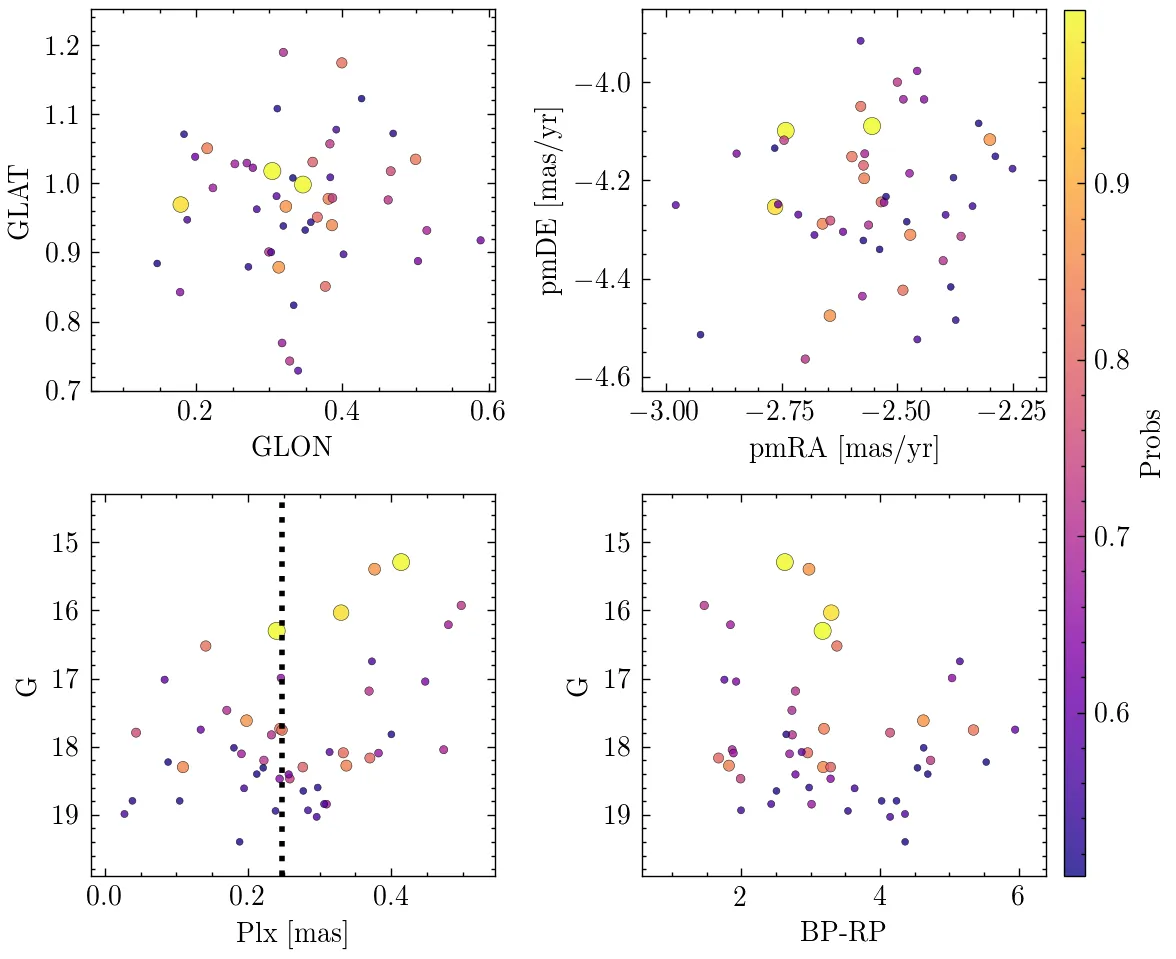 1.2
1.1
1.0
0.9
0.8
0.7
GLAT
0.2 0.4 0.6
GLON
−4.0
−4.2
−4.4
−4.6
pmDE [mas/yr]
−3.00 −2.75 −2.50 −2.25
pmRA [mas/yr]
15
16
17
18
19
G
0.0 0.2 0.4
Plx [mas]
15
16
17
18
19
G
2 4 6
BP-RP
0.9
0.8
0.7
0.6
Probs